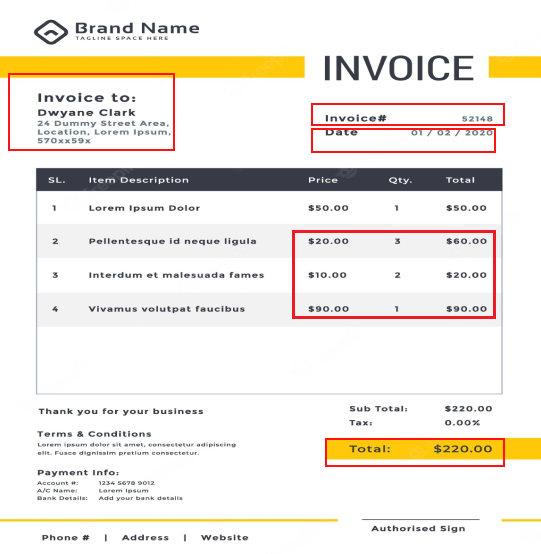 Brand Name
TAGLINE SPACE HERE
INVOICE
Invoice to:
Dwyane Clark
24 Dummy Street Area,
Location, Lorem Ipsum,
570xx59x
Invoice# 52148
Date 01 / 02 / 2020
SL. Item Description Price Qty. Total
1 Lorem Ipsum Dolor $50.00 1 $50.00
2 Pellentesque id neque ligula $20.00 3 $60.00
3 Interdum et malesuada fames $10.00 2 $20.00
4 Vivamus volutpat faucibus $90.00 1 $90.00
Sub Total: $220.00
Tax: 0.00%
Total: $220.00
Thank you for your business
Terms & Conditions
Lorem ipsum dolor sit amet, consectetur adipiscing
elit. Fusce dignissim pretium consectetur.
Payment Info:
Account #: 1234 5678 9012
A/C Name: Lorem Ipsum
Bank Details: Add your bank details
Authorised Sign
Phone # | Address | Website